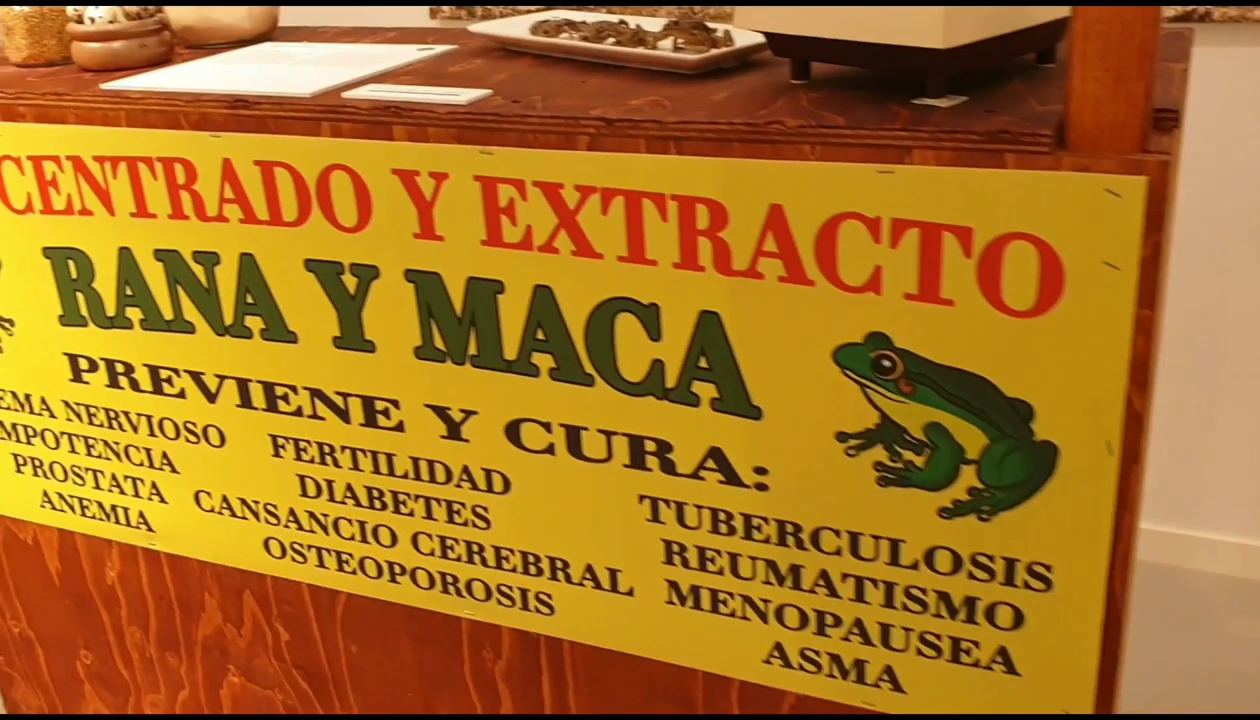 CENTRADO Y EXTRACTO
RANA Y MACA
PREVIENE Y CURA:
EMA NERVIOSO
MPOTENCIA
PROSTATA
ANEMIA
FERTILIDAD
DIABETES
CANSANCIO CEREBRAL
OSTEOPOROSIS
TUBERCULOSIS
REUMATISMO
MENOPAUSEA
ASMA